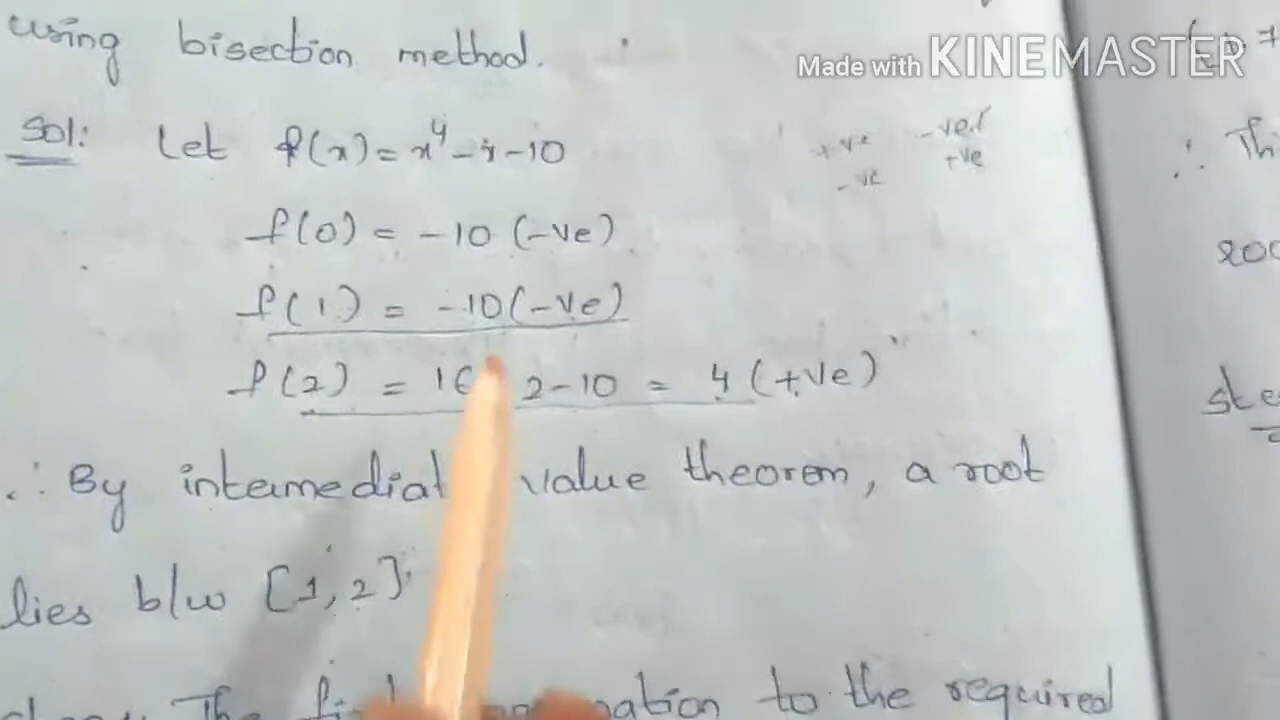 using bisection method.
Made with KINEMASTER
Sol: Let f(x) = x⁴-x-10
+ve -ve
-ve +ve
f(0) = -10 (-ve)
f(1) = -10 (-ve)
f(2) = 16 2-10 = 4 (+ve)
∴ By value theorem, a root
lies b/w [1,2]
The to the required
∴